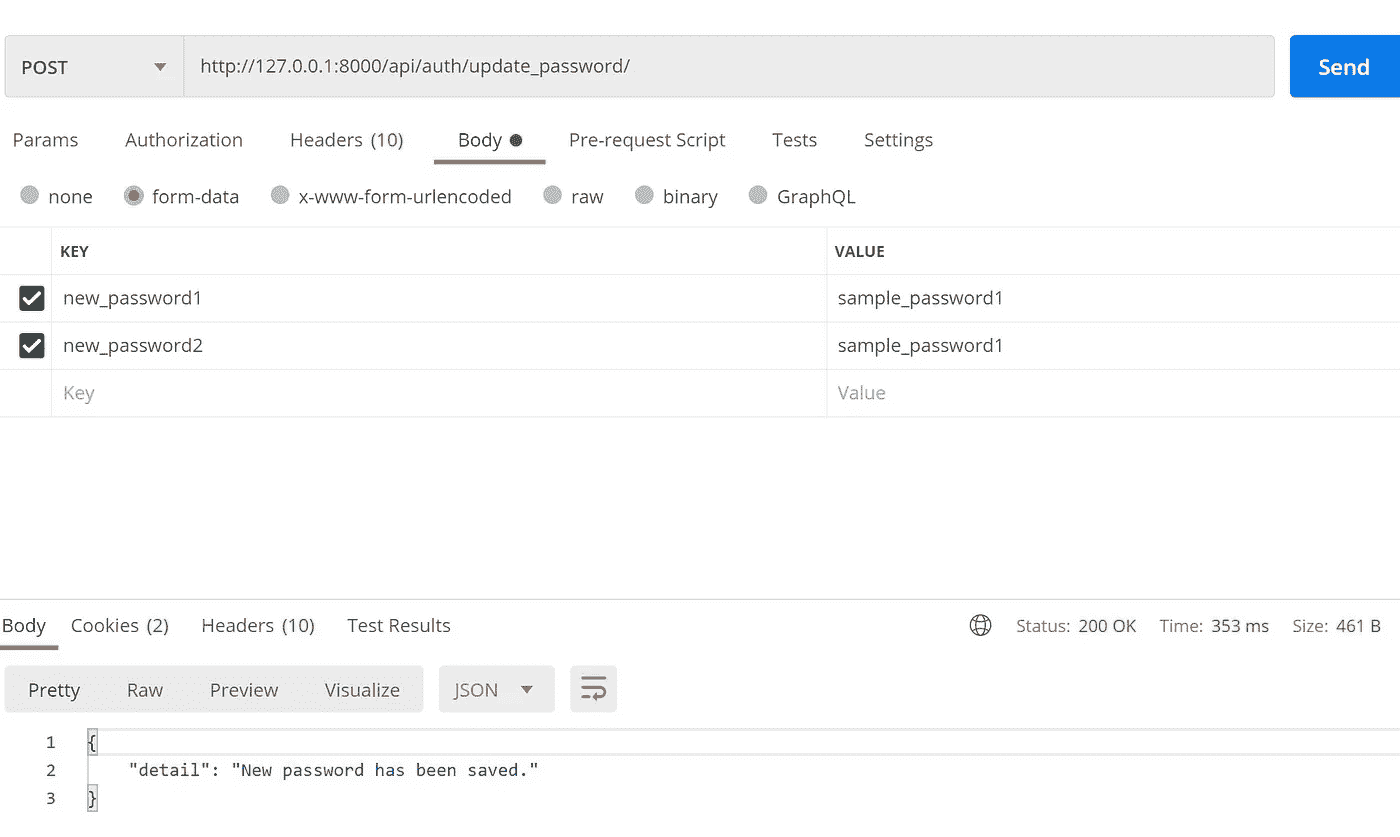 POST http://127.0.0.1:8000/api/auth/update_password/ Send
Params Authorization Headers (10) Body Pre-request Script Tests Settings
none form-data x-www-form-urlencoded raw binary GraphQL
KEY VALUE
new_password1 sample_password1
new_password2 sample_password1
Key Value
Body Cookies (2) Headers (10) Test Results Status: 200 OK Time: 353 ms Size: 461 B
Pretty Raw Preview Visualize JSON
1 {
2 "detail": "New password has been saved."
3 }